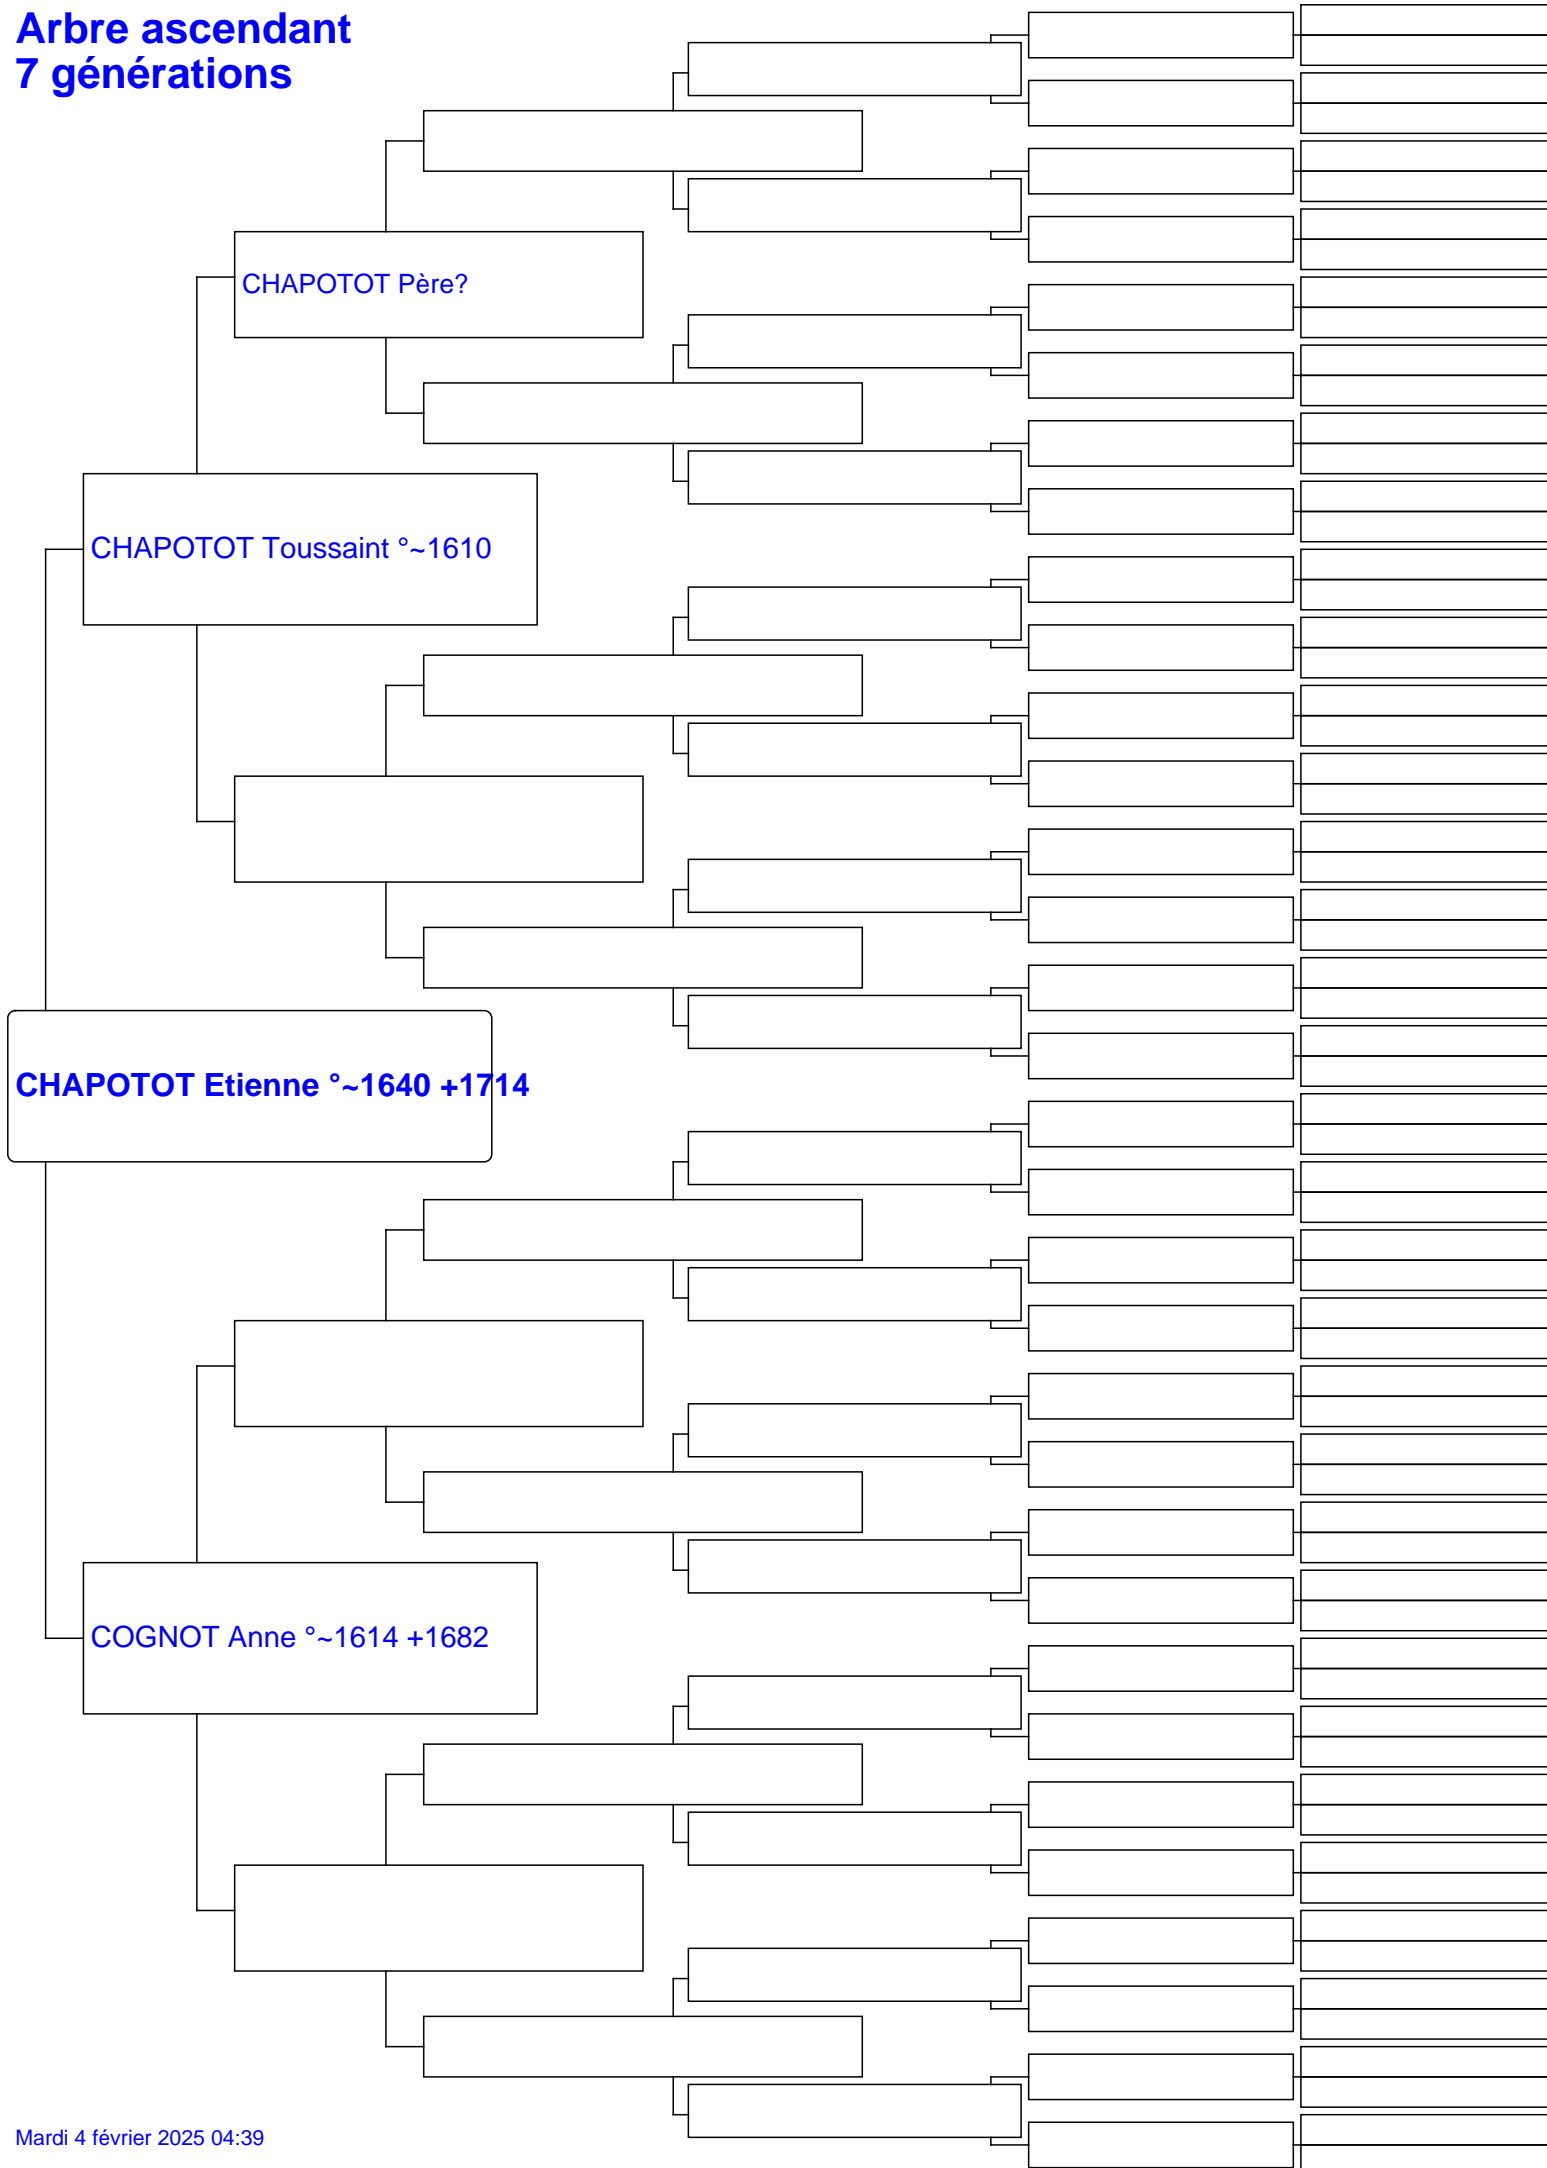 Arbre ascendant
7 générations
CHAPOTOT Père?
CHAPOTOT Toussaint °~1610
CHAPOTOT Etienne °~1640 +1714
COGNOT Anne °~1614 +1682
Mardi 4 février 2025 04:39